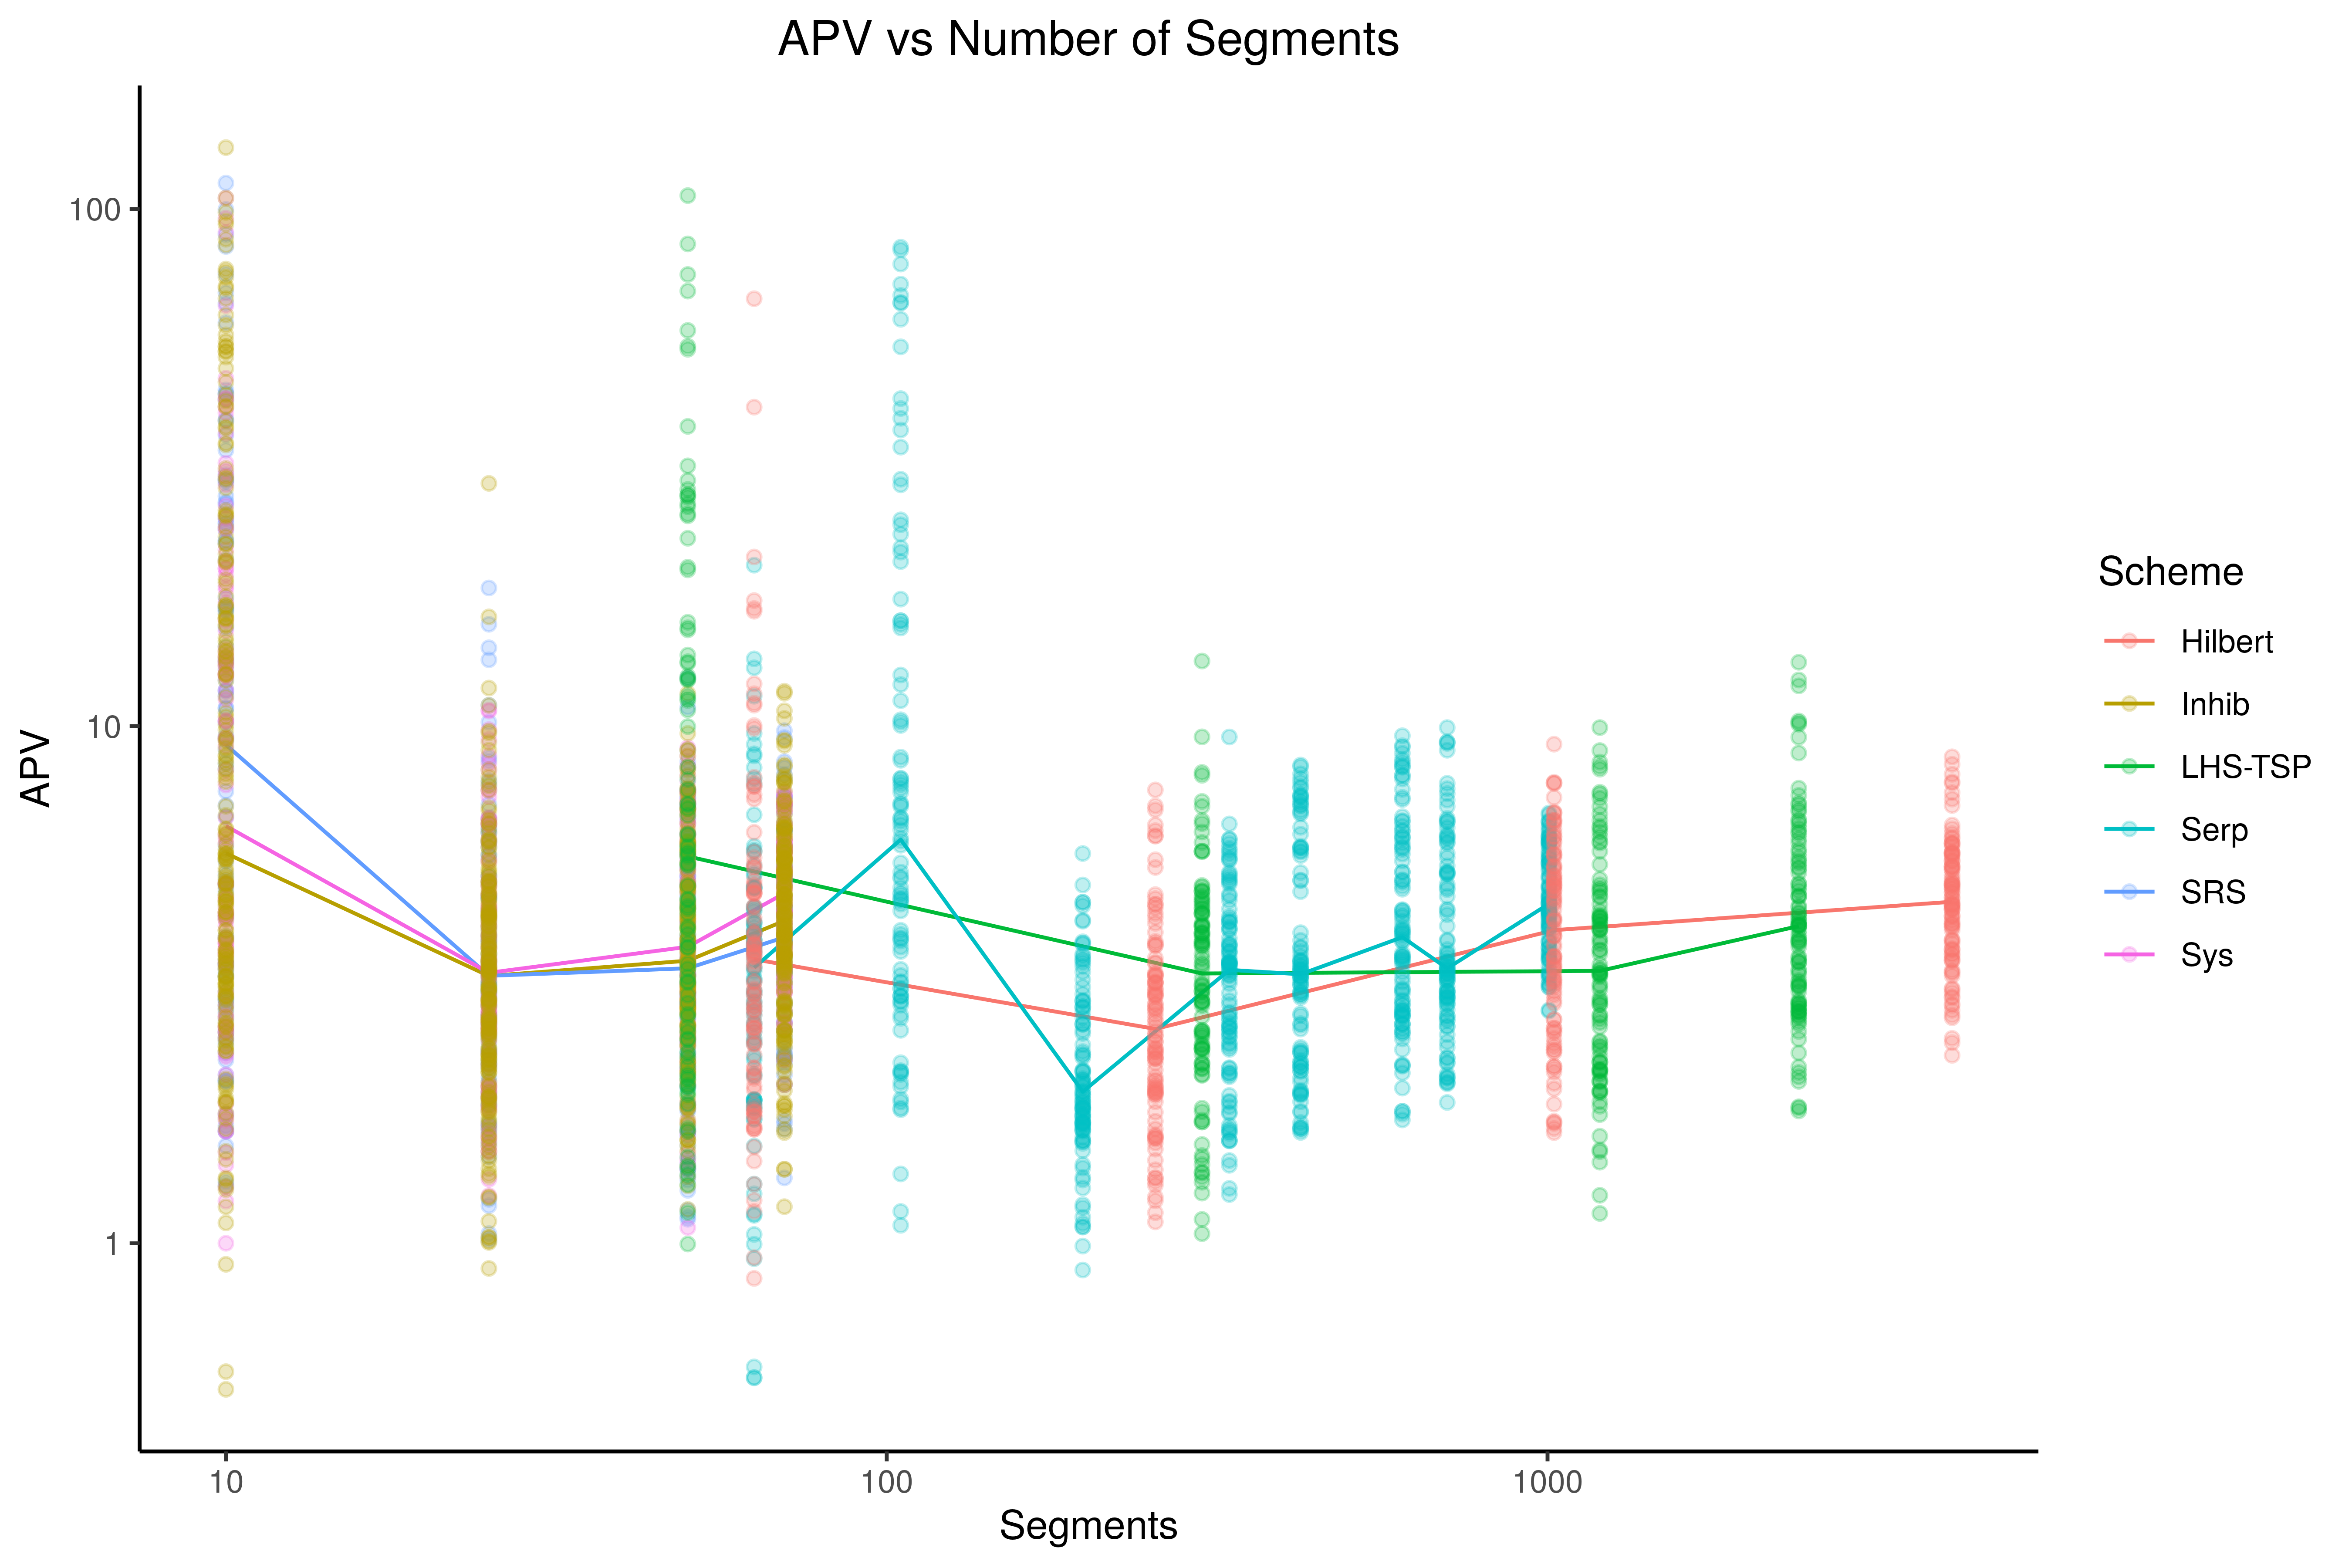 APV vs Number of Segments
APV
100
10
1
10
100
1000
Segments
Scheme
Hilbert
Inhib
LHS-TSP
Serp
SRS
Sys